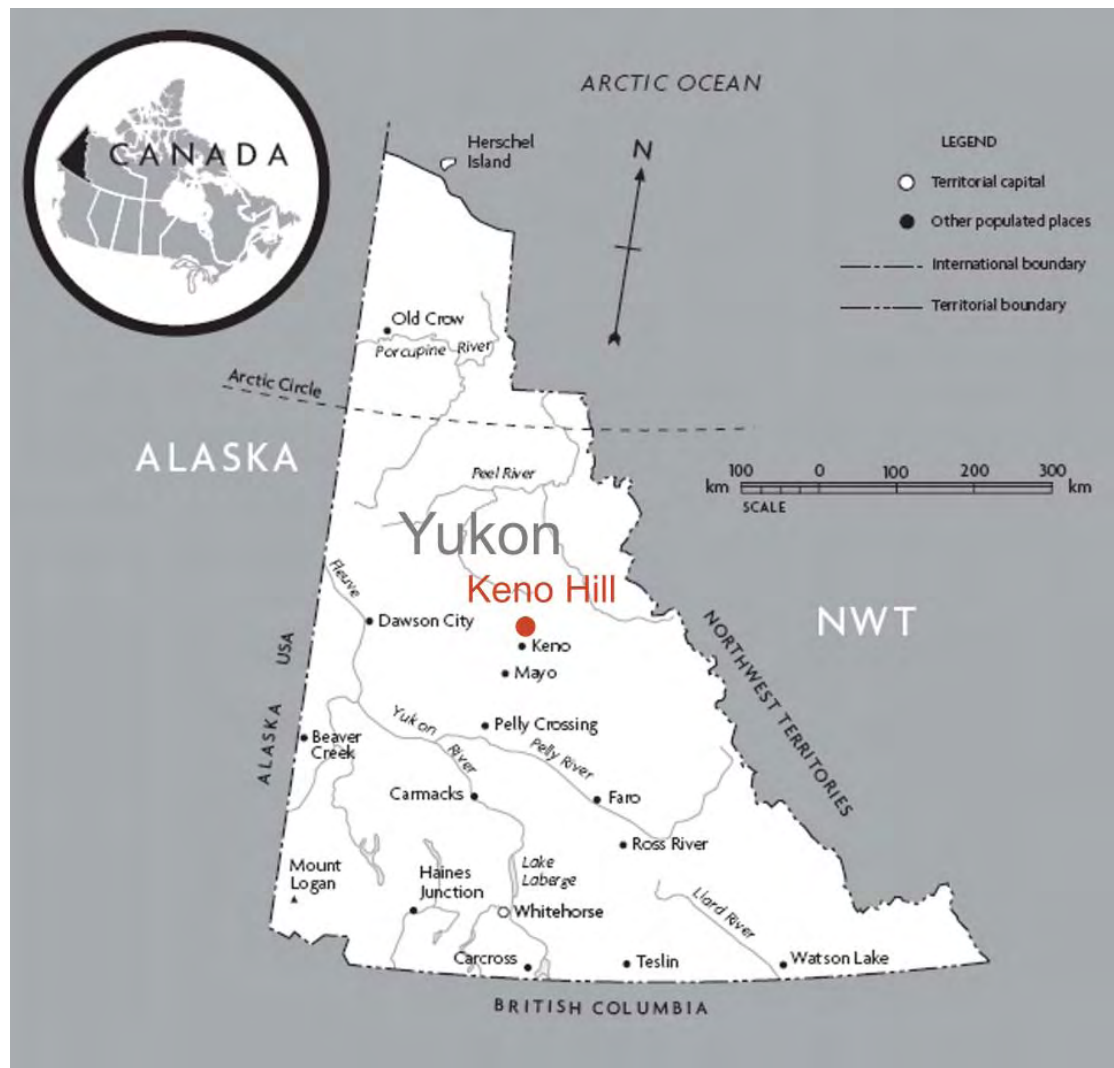 CANADA
ARCTIC OCEAN
Herschel
Island
N
LEGEND
Territorial capital
Other populated places
International boundary
Territorial boundary
Old Crow
Porcupine River
Arctic Circle
ALASKA
Peel River
100 0 100 200 300
km km
SCALE
Yukon
Keno Hill
Fleuve
Dawson City
Keno
Mayo
NWT
NORTHWEST TERRITORIES
ALASKA USA
Beaver
Creek
Yukon
River
Pelly Crossing
Pelly River
Carmacks
Faro
Ross River
Mount
Logan
Haines
Junction
Lake
Laberge
Whitehorse
Llard River
Carcross
Teslin
Watson Lake
BRITISH COLUMBIA